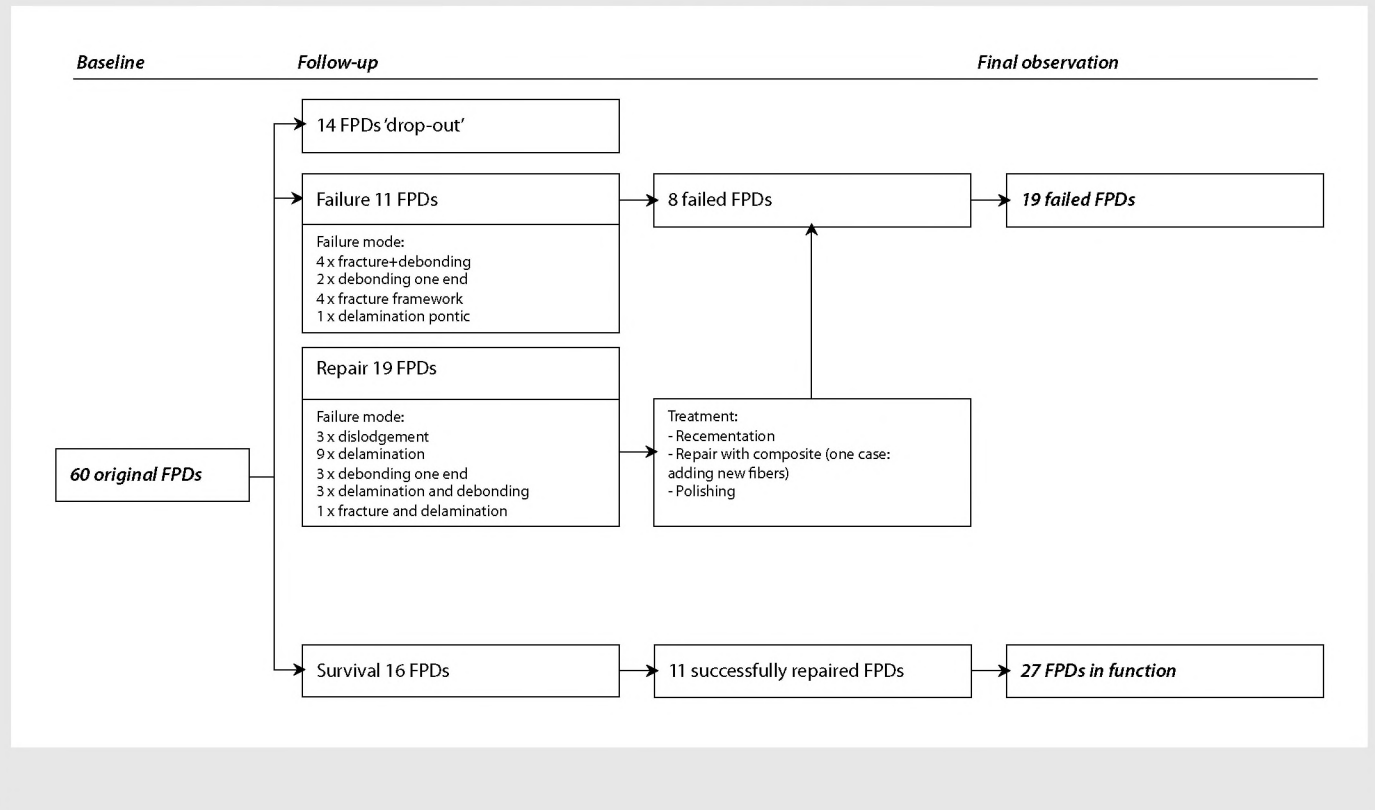 Baseline
Follow-up
Final observation
14 FPDs ‘drop-out’
Failure 11 FPDs
8 failed FPDs
19 failed FPDs
Failure mode:
4 x fracture+debonding
2 x debonding one end
4 x fracture framework
1 x delamination pontic
Repair 19 FPDs
Failure mode:
3 x dislodgement
9 x delamination
3 x debonding one end
3 x delamination and debonding
1 x fracture and delamination
Treatment:
- Recementation
- Repair with composite (one case:
adding new fibers)
- Polishing
60 original FPDs
Survival 16 FPDs
11 successfully repaired FPDs
27 FPDs in function